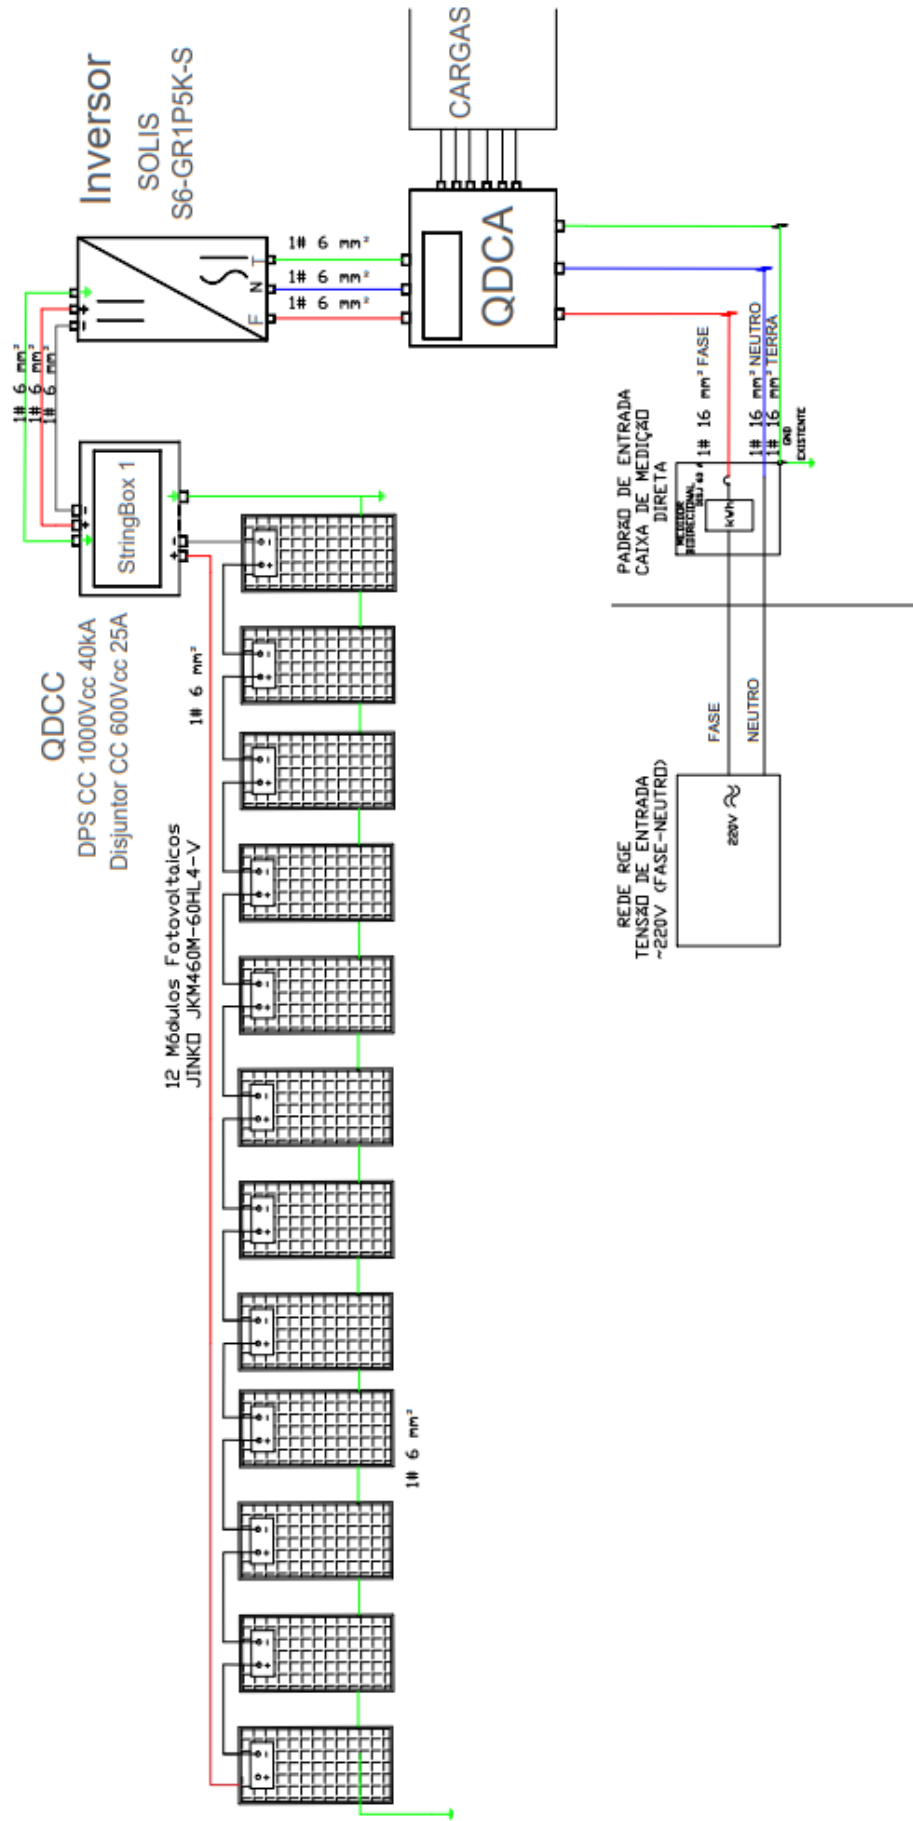 Inversor
SOLIS
S6-GR1P5K-S
CARGAS
1# 6 mm²
1# 6 mm²
1# 6 mm²
T
N
F
QDCA
+
-
1# 6 mm²
1# 6 mm²
1# 6 mm²
StringBox 1
-
+
-
+
QDCC
DPS CC 1000Vcc 40kA
Disjuntor CC 600Vcc 25A
1# 6 mm²
12 Módulos Fotovoltaicos
JINKO JKM460M-60HL4-V
1# 6 mm²
PADRÃO DE ENTRADA
CAIXA DE MEDIÇÃO
DIRETA
1# 16 mm² FASE
1# 16 mm² NEUTRO
1# 16 mm² TERRA
GND
EXISTENTE
MEDIDOR
BIDIRECIONAL
kWh
FASE
NEUTRO
REDE RGE
TENSÃO DE ENTRADA
~220V (FASE-NEUTRO)
220V